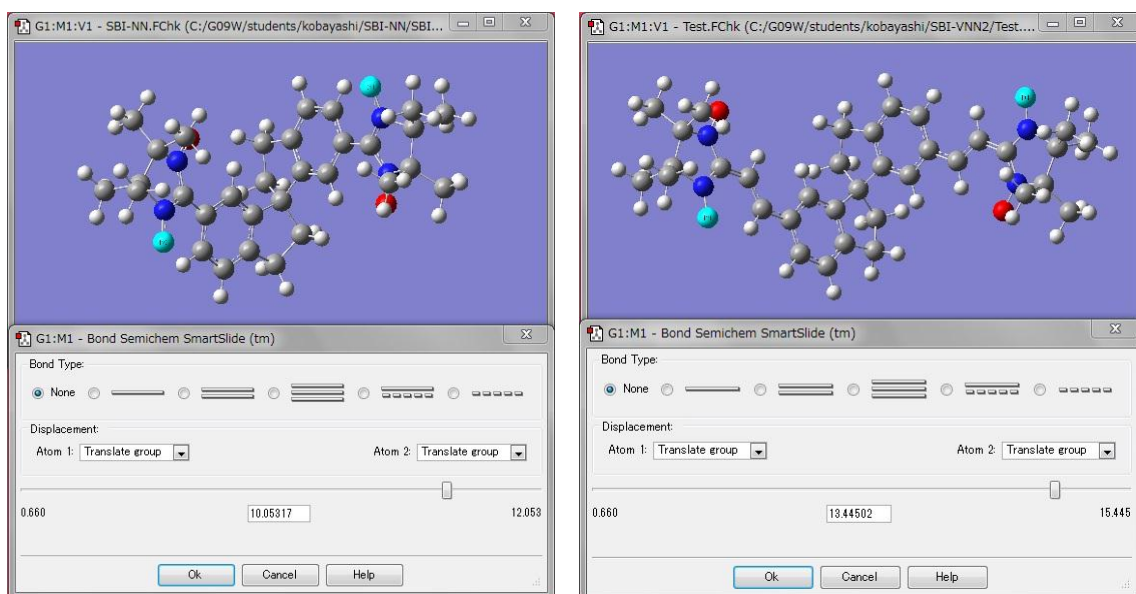 G1:M1:V1 - SBI-NN.FChk (C:/G09W/students/kobayashi/SBI-NN/SBI...
G1:M1 - Bond Semichem SmartSlide (tm)
Bond Type:
None
Displacement:
Atom 1: Translate group
Atom 2: Translate group
0.660
10.05317
12.053
Ok
Cancel
Help
G1:M1:V1 - Test.FChk (C:/G09W/students/kobayashi/SBI-VNN2/Test....
G1:M1 - Bond Semichem SmartSlide (tm)
Bond Type:
None
Displacement:
Atom 1: Translate group
Atom 2: Translate group
0.660
13.44502
15.445
Ok
Cancel
Help